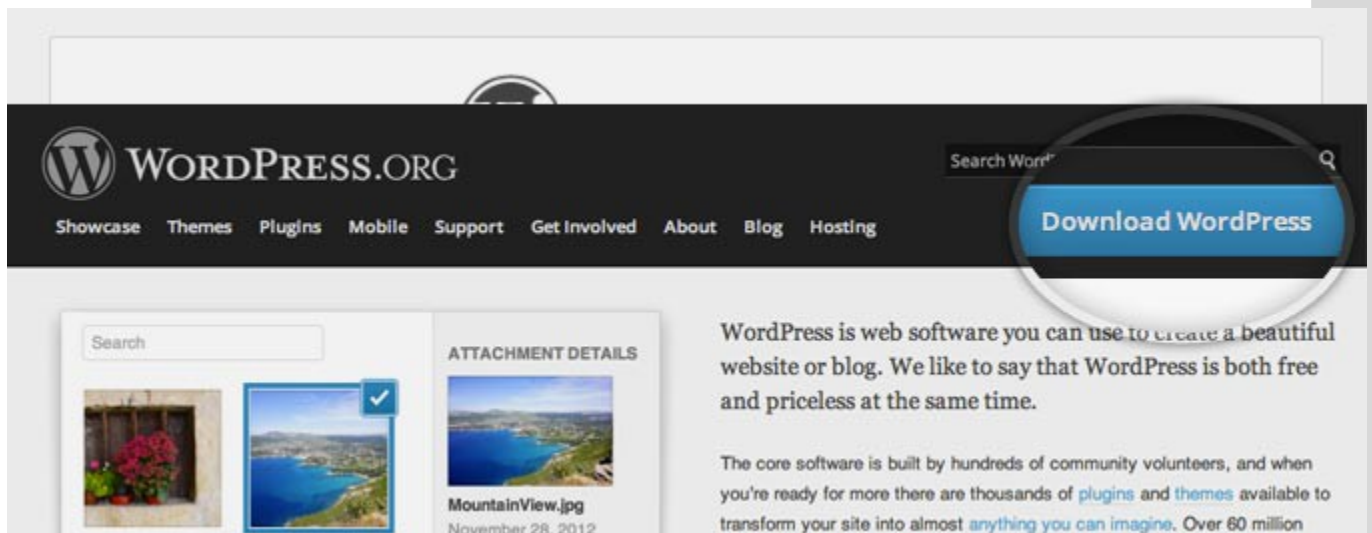 WORDPRESS.ORG
Search Word
Showcase Themes Plugins Mobile Support Get Involved About Blog Hosting
Download WordPress
Search
ATTACHMENT DETAILS
MountainView.jpg
November 28, 2012
WordPress is web software you can use to create a beautiful
website or blog. We like to say that WordPress is both free
and priceless at the same time.
The core software is built by hundreds of community volunteers, and when
you're ready for more there are thousands of plugins and themes available to
transform your site into almost anything you can imagine. Over 60 million